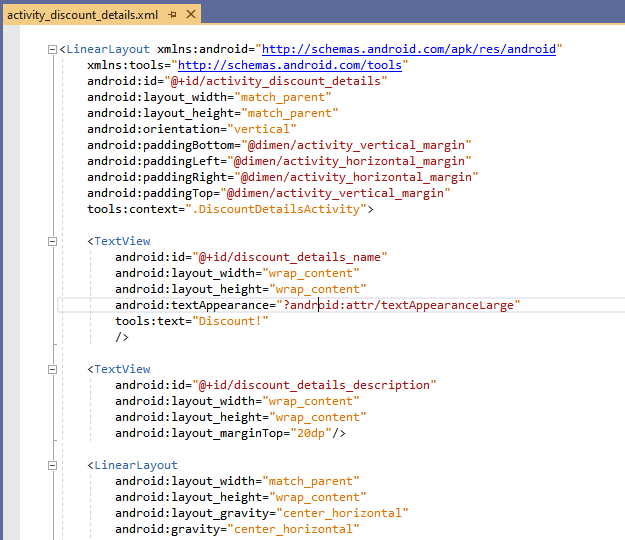 activity_discount_details.xml
<LinearLayout xmlns:android="http://schemas.android.com/apk/res/android"
xmlns:tools="http://schemas.android.com/tools"
android:id="@+id/activity_discount_details"
android:layout_width="match_parent"
android:layout_height="match_parent"
android:orientation="vertical"
android:paddingBottom="@dimen/activity_vertical_margin"
android:paddingLeft="@dimen/activity_horizontal_margin"
android:paddingRight="@dimen/activity_horizontal_margin"
android:paddingTop="@dimen/activity_vertical_margin"
tools:context=".DiscountDetailsActivity">
<TextView
android:id="@+id/discount_details_name"
android:layout_width="wrap_content"
android:layout_height="wrap_content"
android:textAppearance="?android:attr/textAppearanceLarge"
tools:text="Discount!"
/>
<TextView
android:id="@+id/discount_details_description"
android:layout_width="wrap_content"
android:layout_height="wrap_content"
android:layout_marginTop="20dp"/>
<LinearLayout
android:layout_width="match_parent"
android:layout_height="wrap_content"
android:layout_gravity="center_horizontal"
android:gravity="center_horizontal"